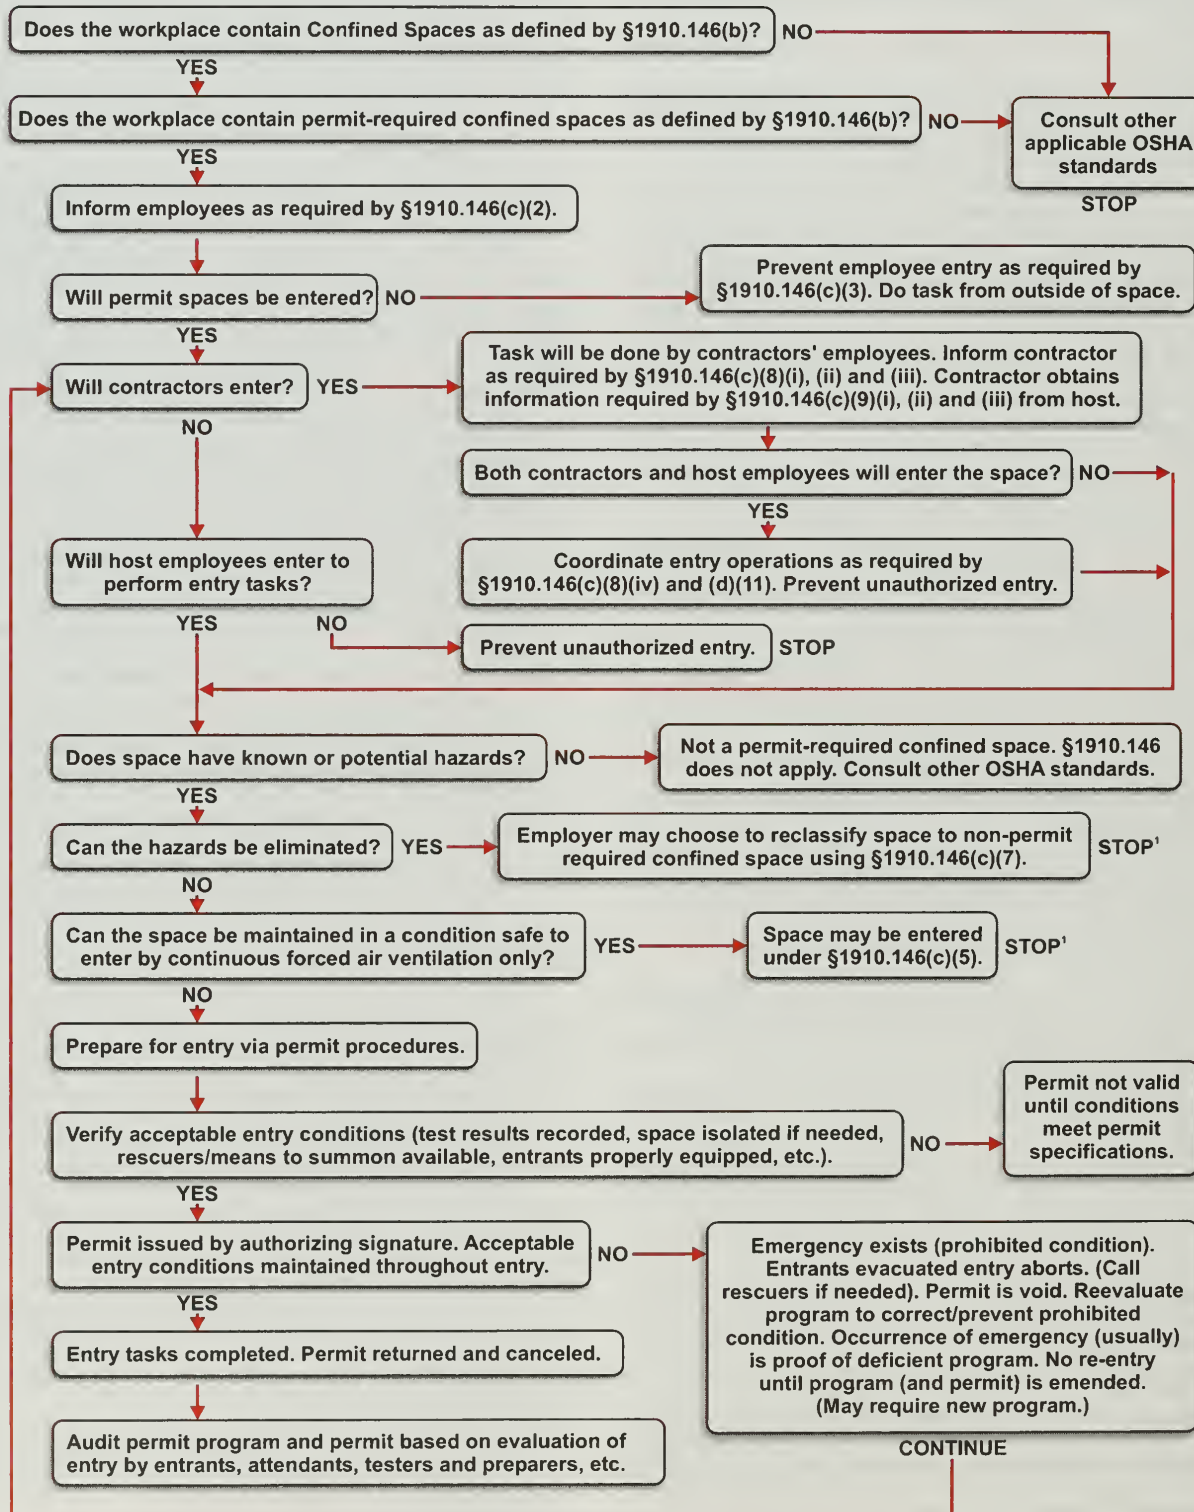 Does the workplace contain Confined Spaces as defined by §1910.146(b)?
NO
YES
Does the workplace contain permit-required confined spaces as defined by §1910.146(b)?
NO
Consult other
applicable OSHA
standards
STOP
YES
Inform employees as required by §1910.146(c)(2).
Will permit spaces be entered?
NO
Prevent employee entry as required by
§1910.146(c)(3). Do task from outside of space.
YES
Will contractors enter?
YES
Task will be done by contractors' employees. Inform contractor
as required by §1910.146(c)(8)(i), (ii) and (iii). Contractor obtains
information required by §1910.146(c)(9)(i), (ii) and (iii) from host.
NO
Both contractors and host employees will enter the space?
NO
YES
Will host employees enter to
perform entry tasks?
Coordinate entry operations as required by
§1910.146(c)(8)(iv) and (d)(11). Prevent unauthorized entry.
YES
NO
Prevent unauthorized entry.
STOP
Does space have known or potential hazards?
NO
Not a permit-required confined space. §1910.146
does not apply. Consult other OSHA standards.
YES
Can the hazards be eliminated?
YES
Employer may choose to reclassify space to non-permit
required confined space using §1910.146(c)(7).
STOP¹
NO
Can the space be maintained in a condition safe to
enter by continuous forced air ventilation only?
YES
Space may be entered
under §1910.146(c)(5).
STOP¹
NO
Prepare for entry via permit procedures.
Verify acceptable entry conditions (test results recorded, space isolated if needed,
rescuers/means to summon available, entrants properly equipped, etc.).
NO
Permit not valid
until conditions
meet permit
specifications.
YES
Permit issued by authorizing signature. Acceptable
entry conditions maintained throughout entry.
NO
Emergency exists (prohibited condition).
Entrants evacuated entry aborts. (Call
rescuers if needed). Permit is void. Reevaluate
program to correct/prevent prohibited
condition. Occurrence of emergency (usually)
is proof of deficient program. No re-entry
until program (and permit) is emended.
(May require new program.)
CONTINUE
YES
Entry tasks completed. Permit returned and canceled.
Audit permit program and permit based on evaluation of
entry by entrants, attendants, testers and preparers, etc.